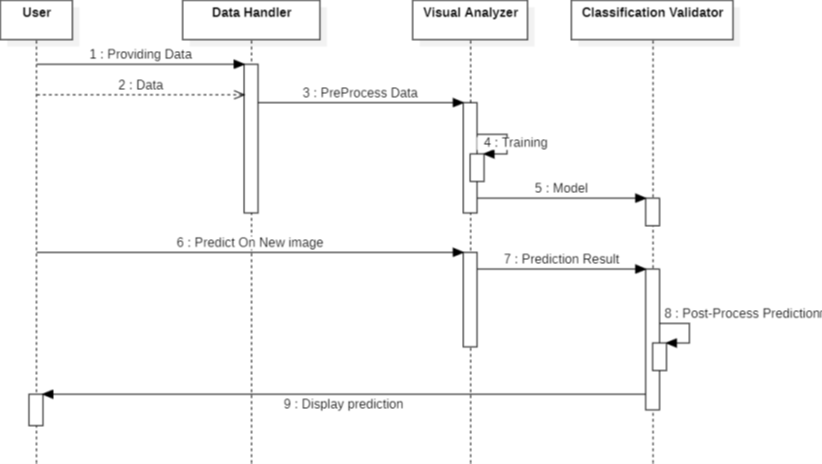 User
Data Handler
Visual Analyzer
Classification Validator
1 : Providing Data
2 : Data
3 : PreProcess Data
4 : Training
5 : Model
6 : Predict On New image
7 : Prediction Result
8 : Post-Process Prediction
9 : Display prediction